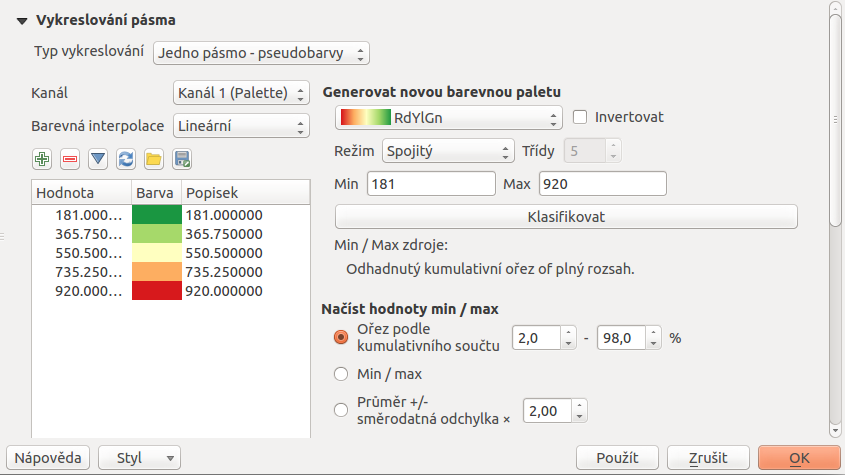 Vykreslování pásma
Typ vykreslování Jedno pásmo - pseudobarvy
Kanál Kanál 1 (Palette)
Barevná interpolace Lineární
Hodnota Barva Popisek
181.000... 181.000000
365.750... 365.750000
550.500... 550.500000
735.250... 735.250000
920.000... 920.000000
Generovat novou barevnou paletu
RdYlGn Invertovat
Režim Spojitý Třídy 5
Min 181 Max 920
Klasifikovat
Min / Max zdroje:
Odhadnutý kumulativní ořez of plný rozsah.
Načíst hodnoty min / max
Ořez podle
kumulativního součtu 2,0 - 98,0 %
Min / max
Průměr +/-
směrodatná odchylka × 2,00
Nápověda Styl Použít Zrušit OK